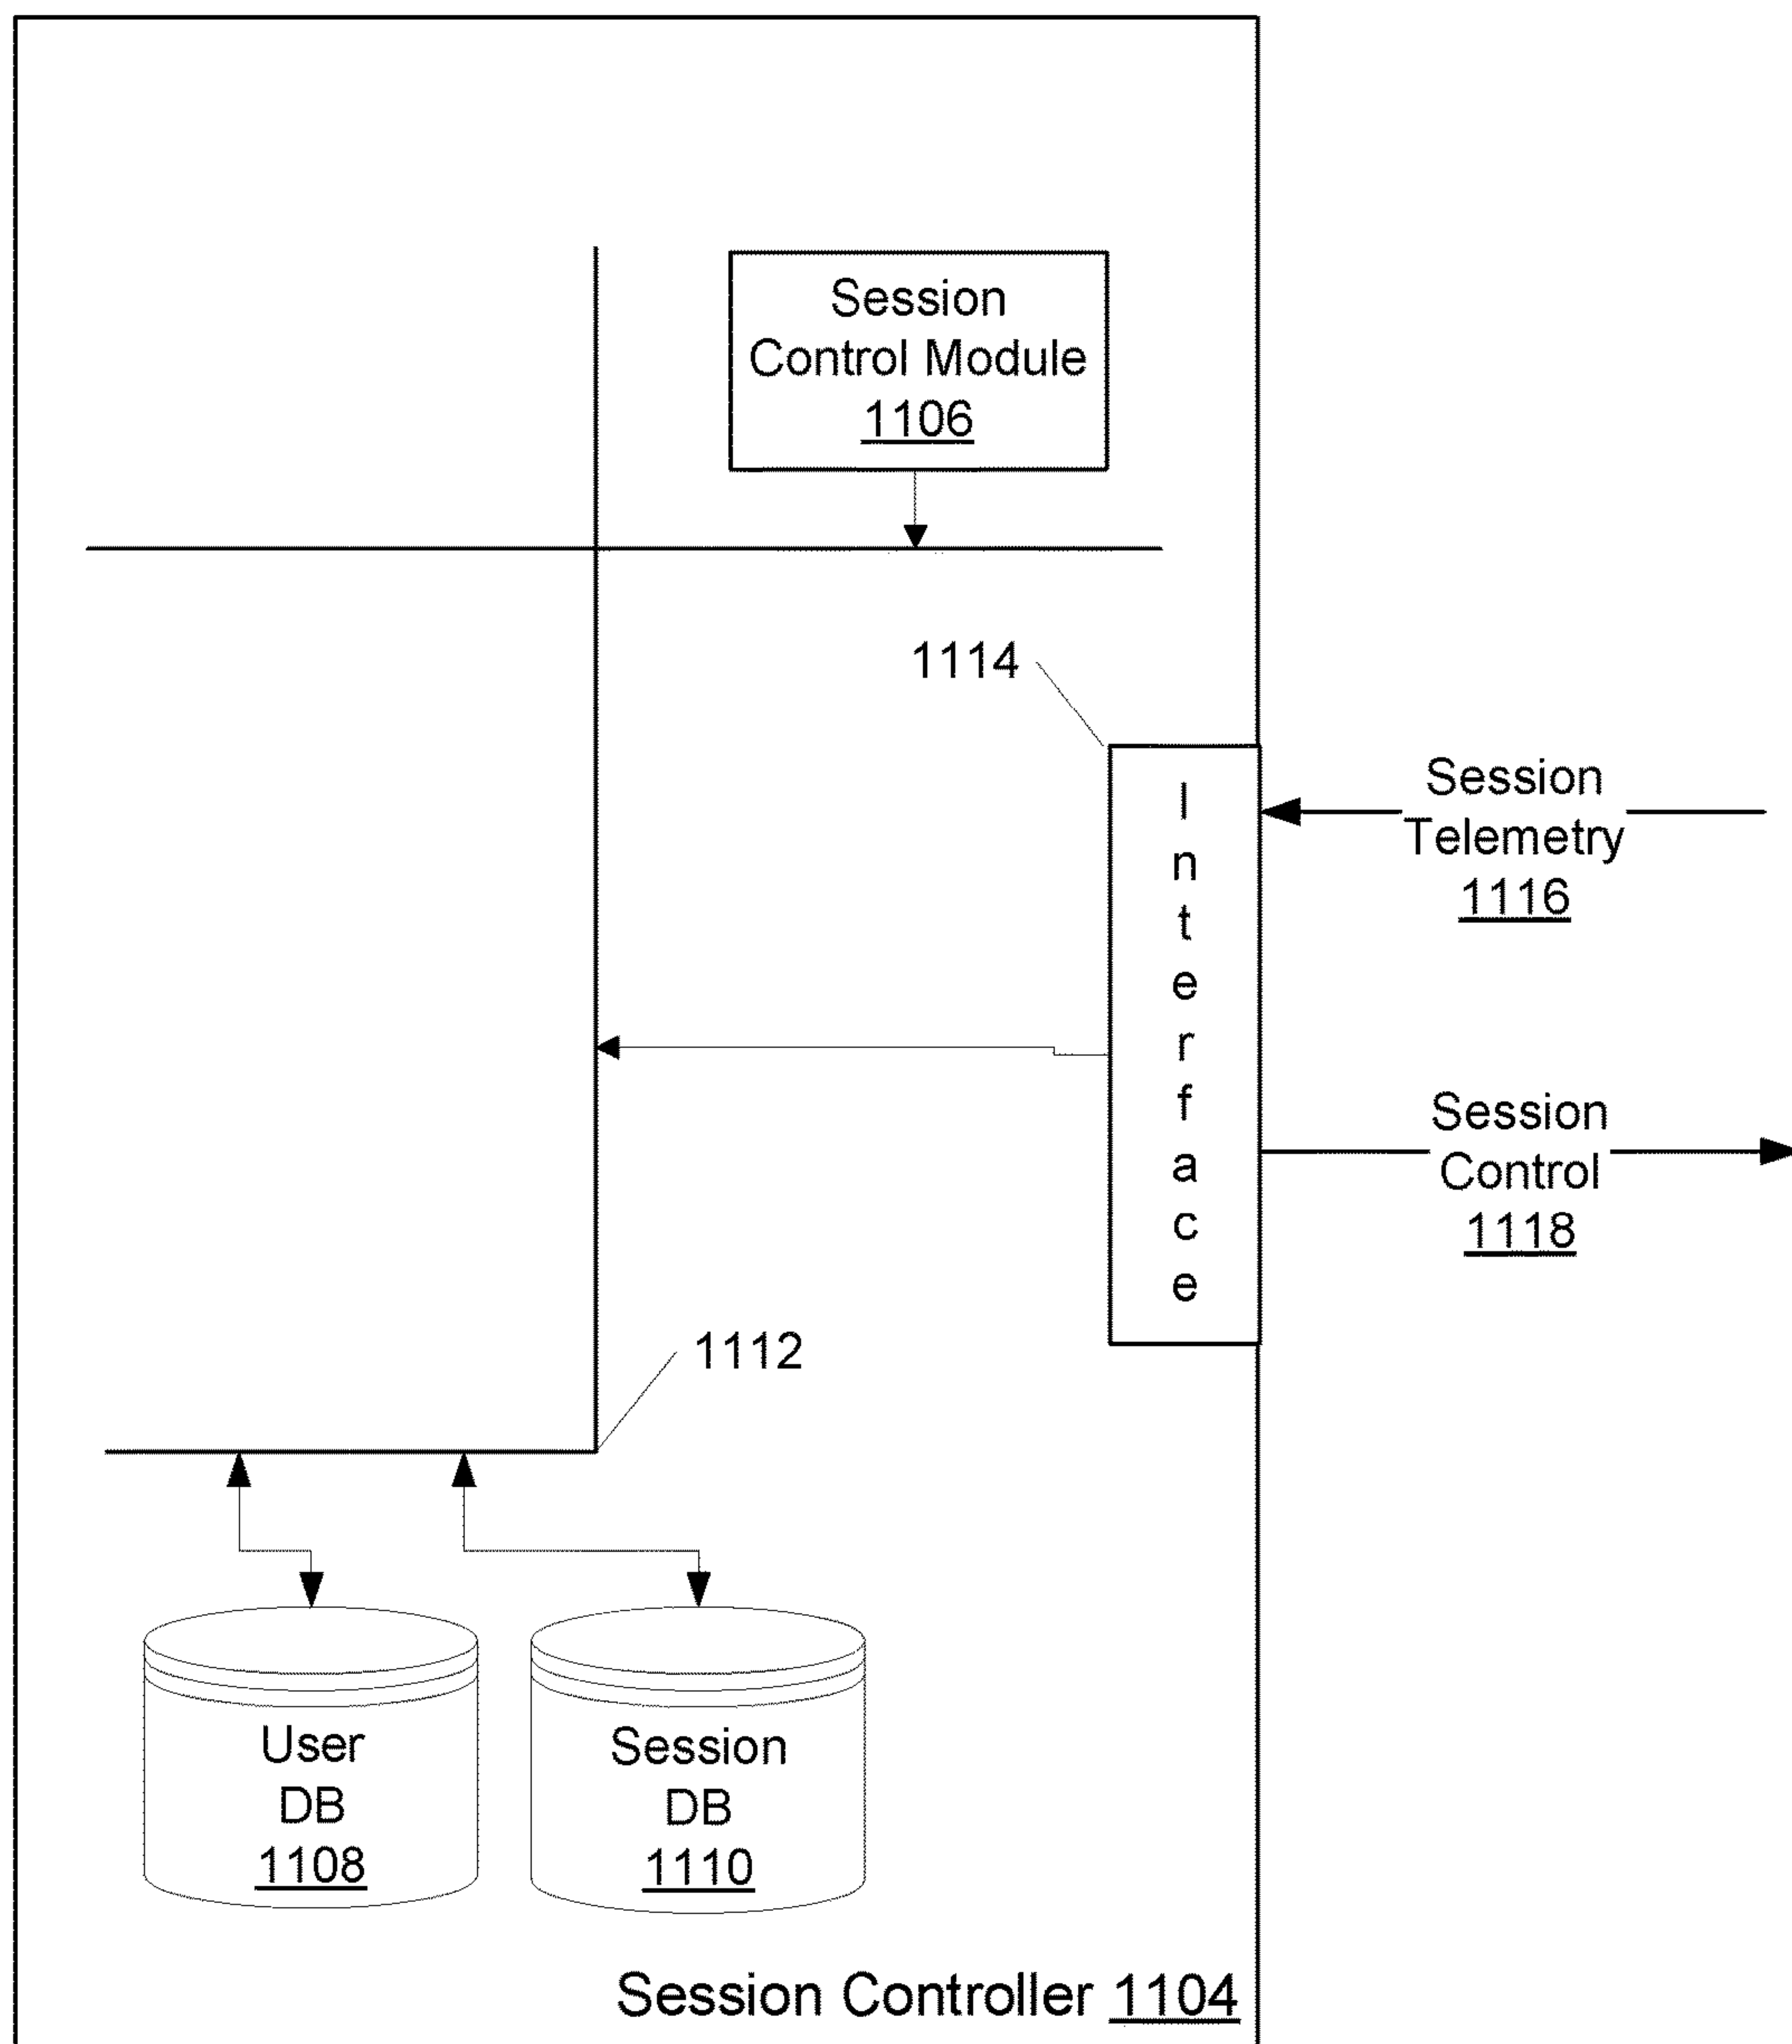 Session
Control Module
1106
1114
Interface
Session
Telemetry
1116
Session
Control
1118
1112
User
DB
1108
Session
DB
1110
Session Controller 1104